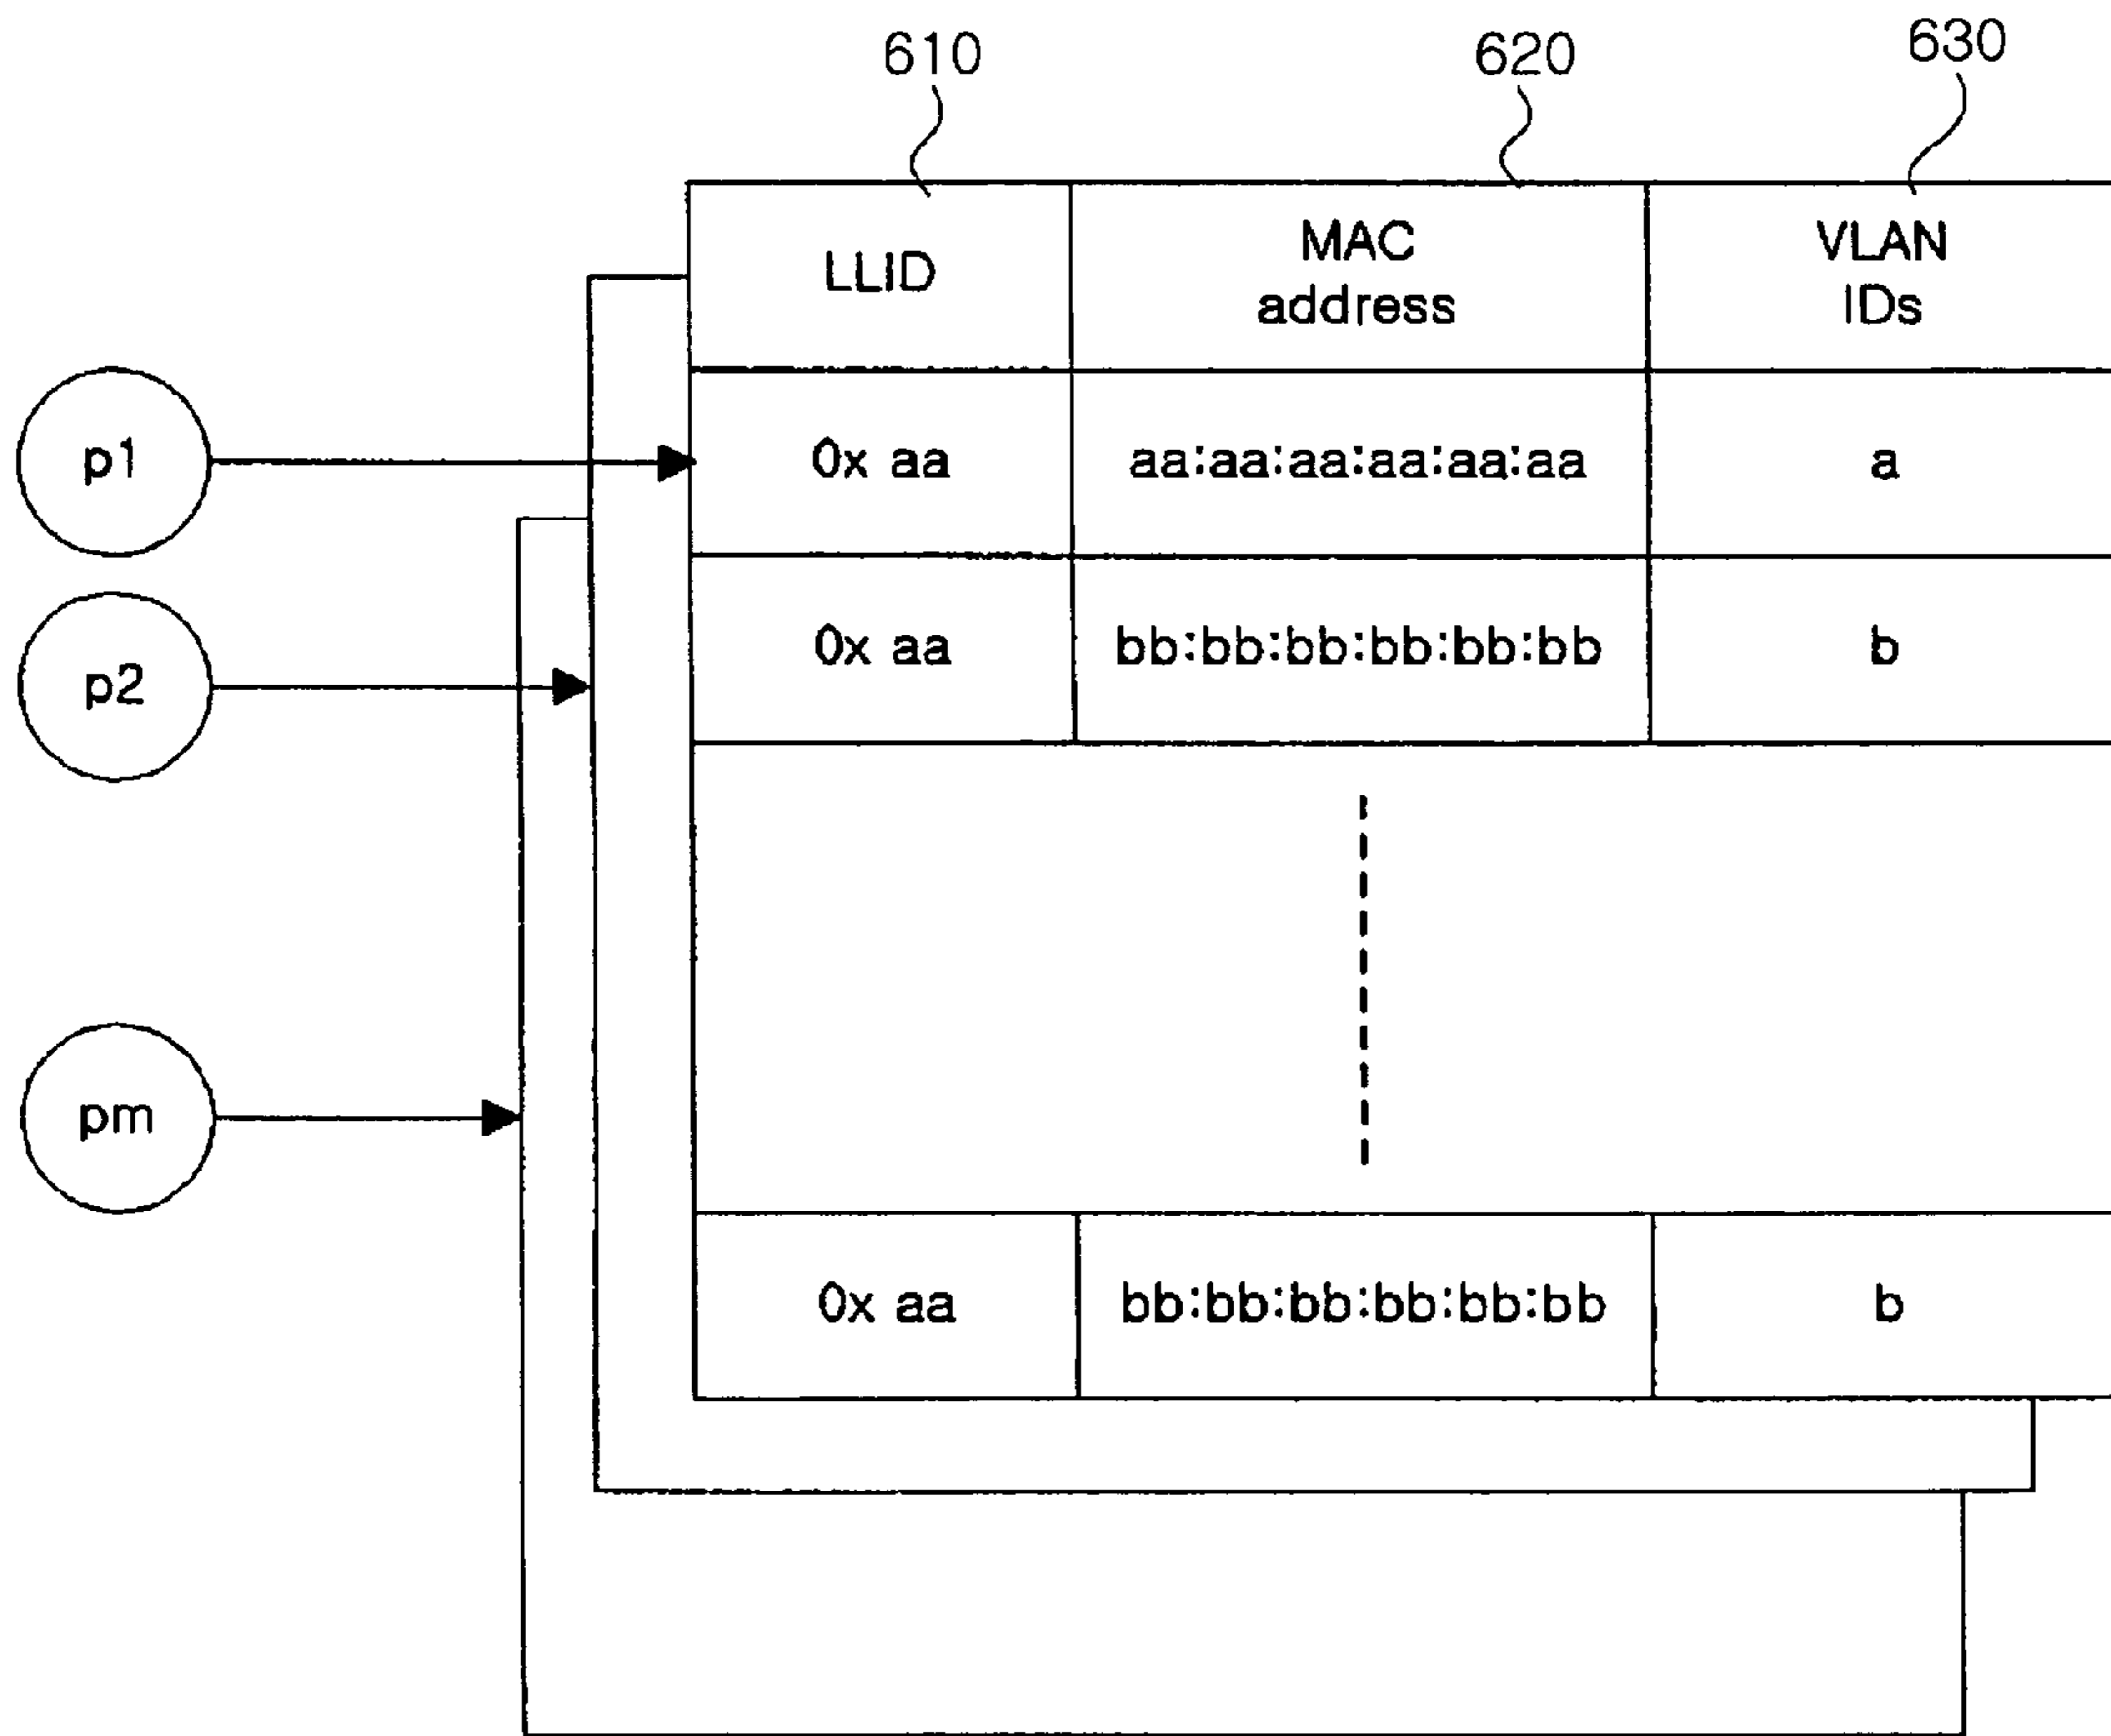 610 620 630
LLID MAC address VLAN IDs
p1 0x aa aa:aa:aa:aa:aa:aa a
0x aa bb:bb:bb:bb:bb:bb b
p2
pm
0x aa bb:bb:bb:bb:bb:bb b